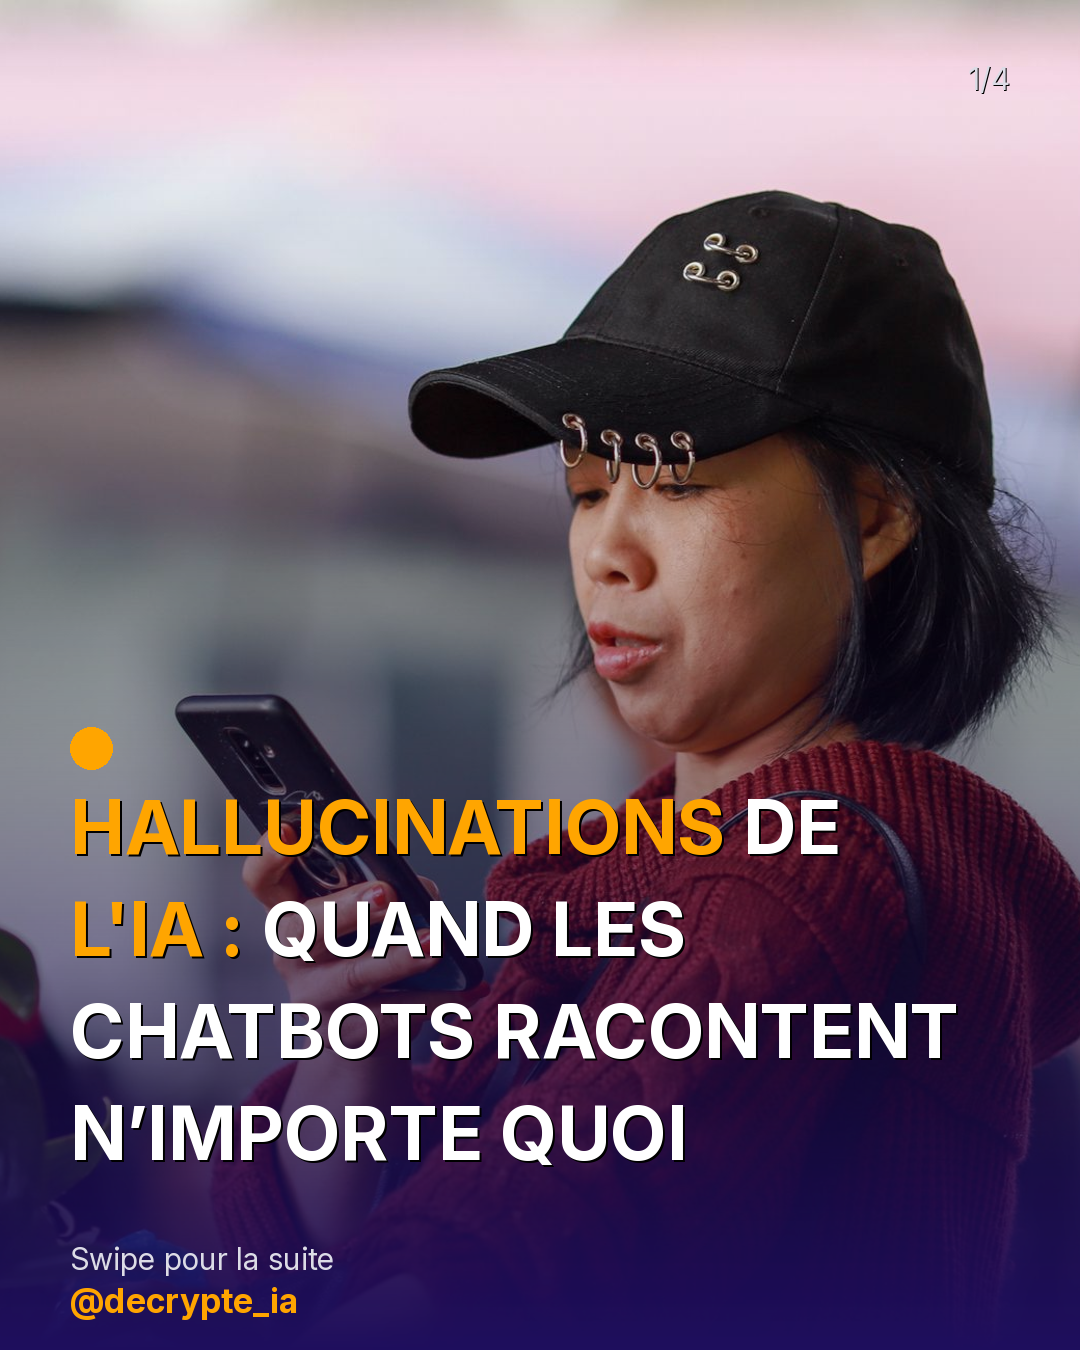 1/4
HALLUCINATIONS DE
L'IA : QUAND LES
CHATBOTS RACONTENT
N’IMPORTE QUOI
Swipe pour la suite
@decrypte_ia